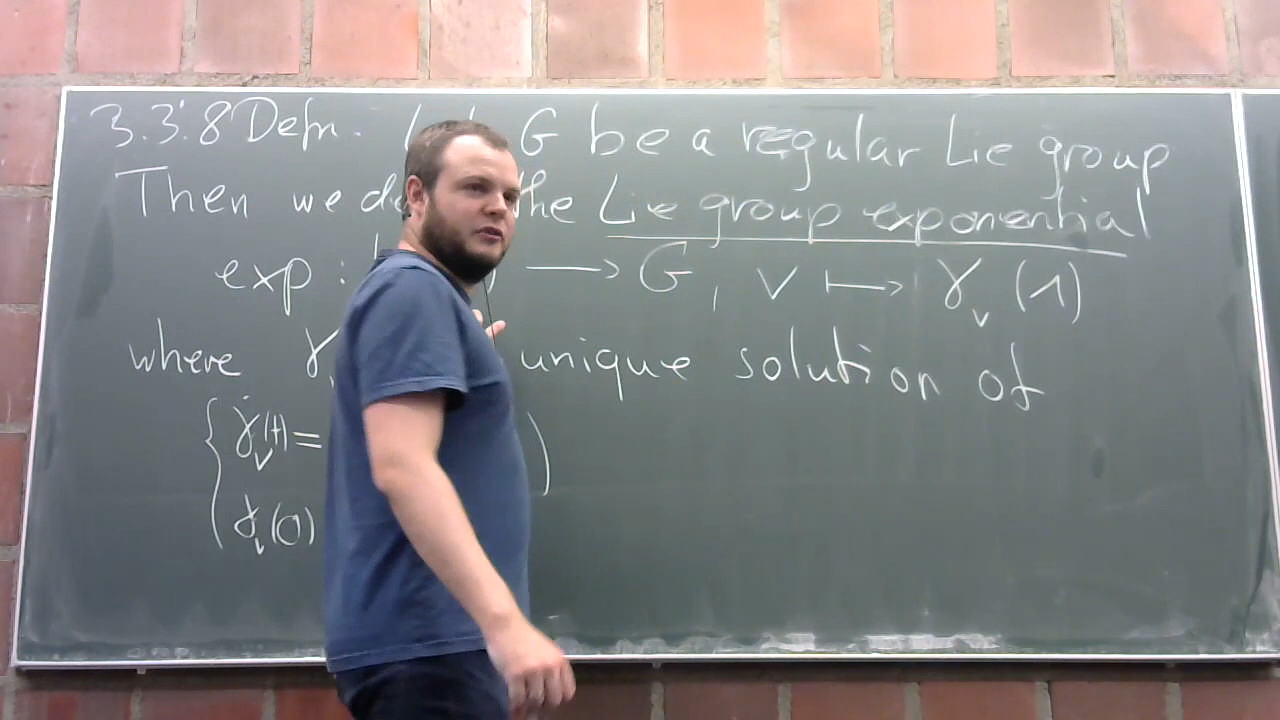 3.3.8 Defn. G be a regular Lie group
Then we the Lie group exponential
exp : ⟶ G, v ⟼ γ_v (1)
where γ unique solution of
{ γ̇_v(t) = )
γ_v(0)